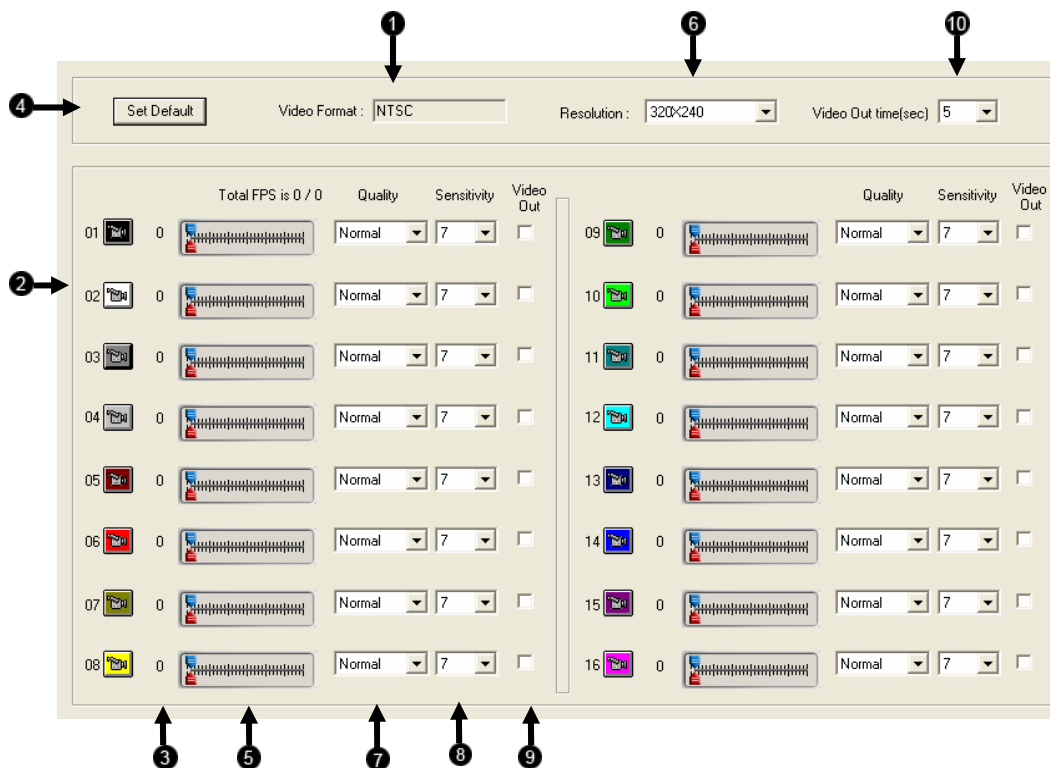 1 6 10
4 Set Default Video Format : NTSC Resolution : 320X240 Video Out time(sec) 5
Total FPS is 0 / 0 Quality Sensitivity Video Out Quality Sensitivity Video Out
01 0 Normal 7 09 0 Normal 7
2
02 0 Normal 7 10 0 Normal 7
03 0 Normal 7 11 0 Normal 7
04 0 Normal 7 12 0 Normal 7
05 0 Normal 7 13 0 Normal 7
06 0 Normal 7 14 0 Normal 7
07 0 Normal 7 15 0 Normal 7
08 0 Normal 7 16 0 Normal 7
3 5 7 8 9